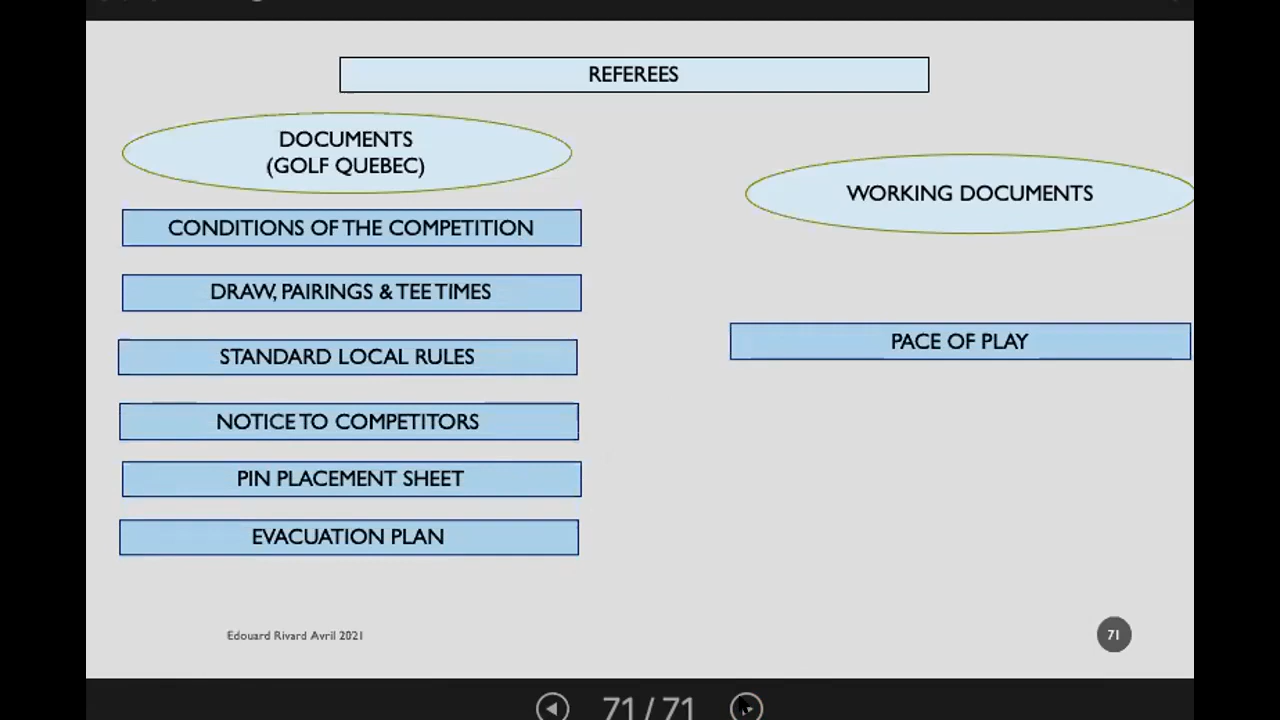 REFEREES
DOCUMENTS
(GOLF QUEBEC)
CONDITIONS OF THE COMPETITION
DRAW, PAIRINGS & TEE TIMES
STANDARD LOCAL RULES
NOTICE TO COMPETITORS
PIN PLACEMENT SHEET
EVACUATION PLAN
WORKING DOCUMENTS
PACE OF PLAY
Edouard Rivard Avril 2021
71
71 / 71